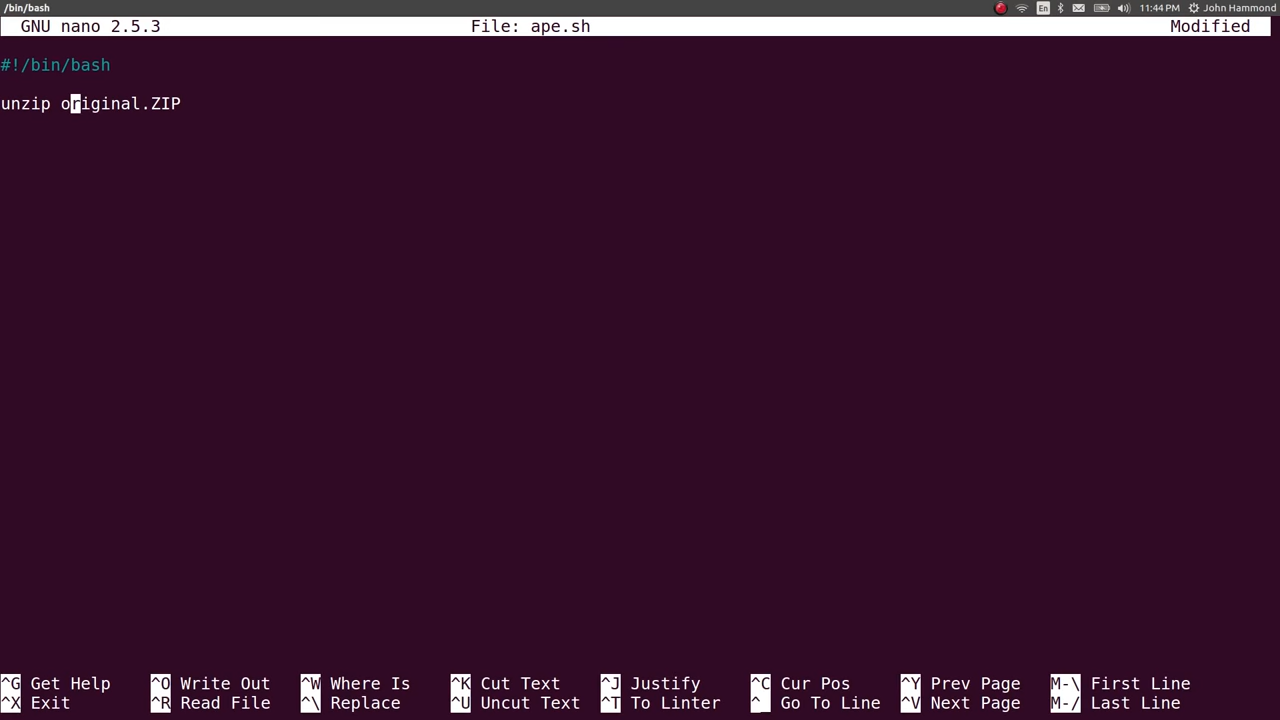 /bin/bash
En
11:44 PM
John Hammond
GNU nano 2.5.3
File: ape.sh
Modified
#!/bin/bash
unzip original.ZIP
^G Get Help ^O Write Out ^W Where Is ^K Cut Text ^J Justify ^C Cur Pos ^Y Prev Page M-\ First Line
^X Exit ^R Read File ^\ Replace ^U Uncut Text ^T To Linter ^_ Go To Line ^V Next Page M-/ Last Line